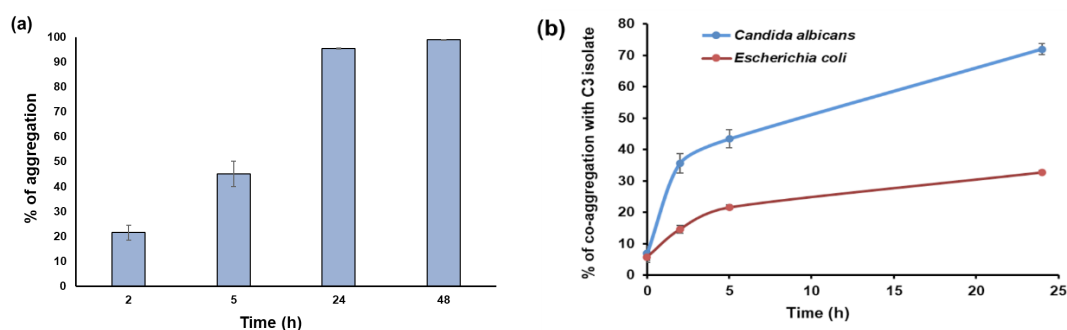 (a)
% of aggregation
100
90
80
70
60
50
40
30
20
10
0
2 5 24 48
Time (h)
(b)
% of co-aggregation with C3 isolate
80
70
60
50
40
30
20
10
0
Candida albicans
Escherichia coli
0 5 10 15 20 25
Time (h)